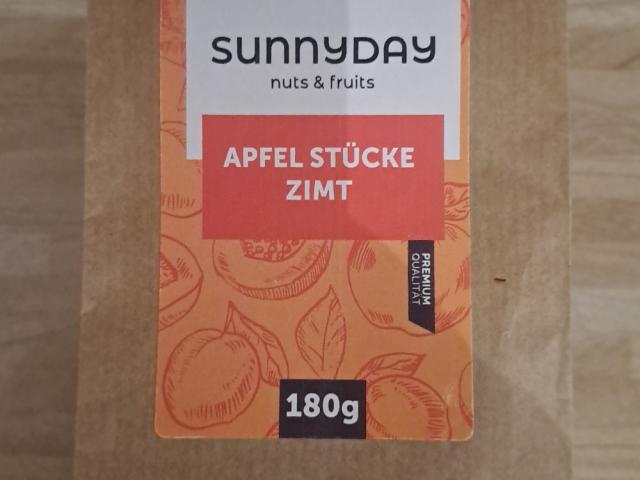 SUNNYDAY
nuts & fruits
APFEL STÜCKE
ZIMT
PREMIUM
QUALITÄT
180g